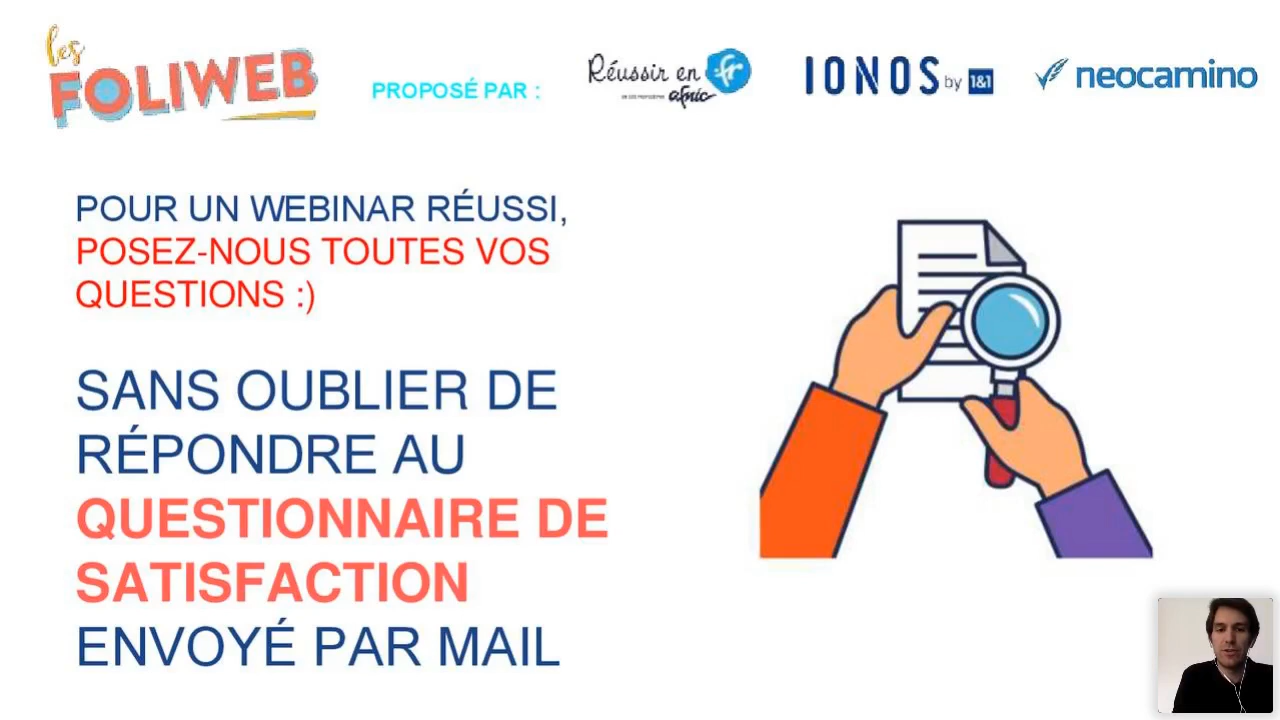 les
FOLIWEB
PROPOSÉ PAR :
Réussir en .fr
afnic
IONOS by 1&1
neocamino
POUR UN WEBINAR RÉUSSI,
POSEZ-NOUS TOUTES VOS
QUESTIONS :)
SANS OUBLIER DE
RÉPONDRE AU
QUESTIONNAIRE DE
SATISFACTION
ENVOYÉ PAR MAIL